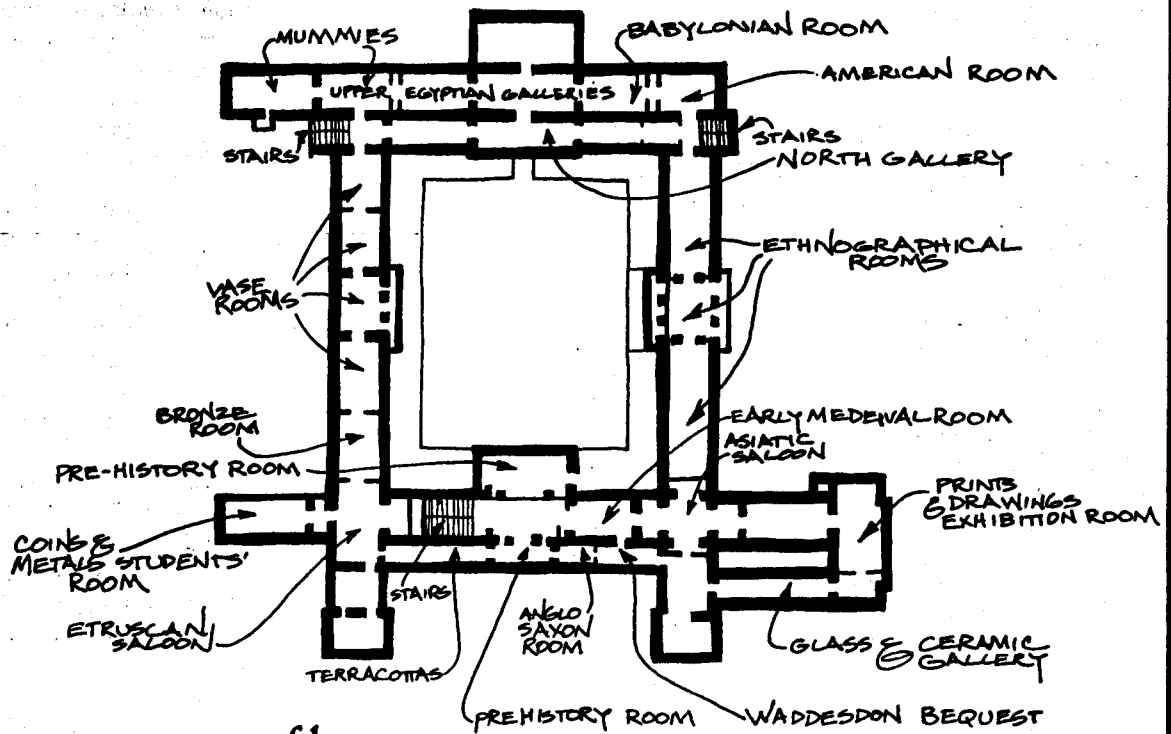 MUMMIES
BABYLONIAN ROOM
AMERICAN ROOM
UPPER EGYPTIAN GALLERIES
STAIRS
STAIRS
NORTH GALLERY
ETHNOGRAPHICAL
ROOMS
VASE
ROOMS
BRONZE
ROOM
EARLY MEDEIVAL ROOM
ASIATIC
SALOON
PRE-HISTORY ROOM
PRINTS
& DRAWINGS
EXHIBITION ROOM
COINS &
METALS STUDENTS'
ROOM
STAIRS
ETRUSCAN
SALOON
ANGLO
SAXON
ROOM
GLASS & CERAMIC
GALLERY
TERRACOTTAS
PREHISTORY ROOM
WADDESDON BEQUEST